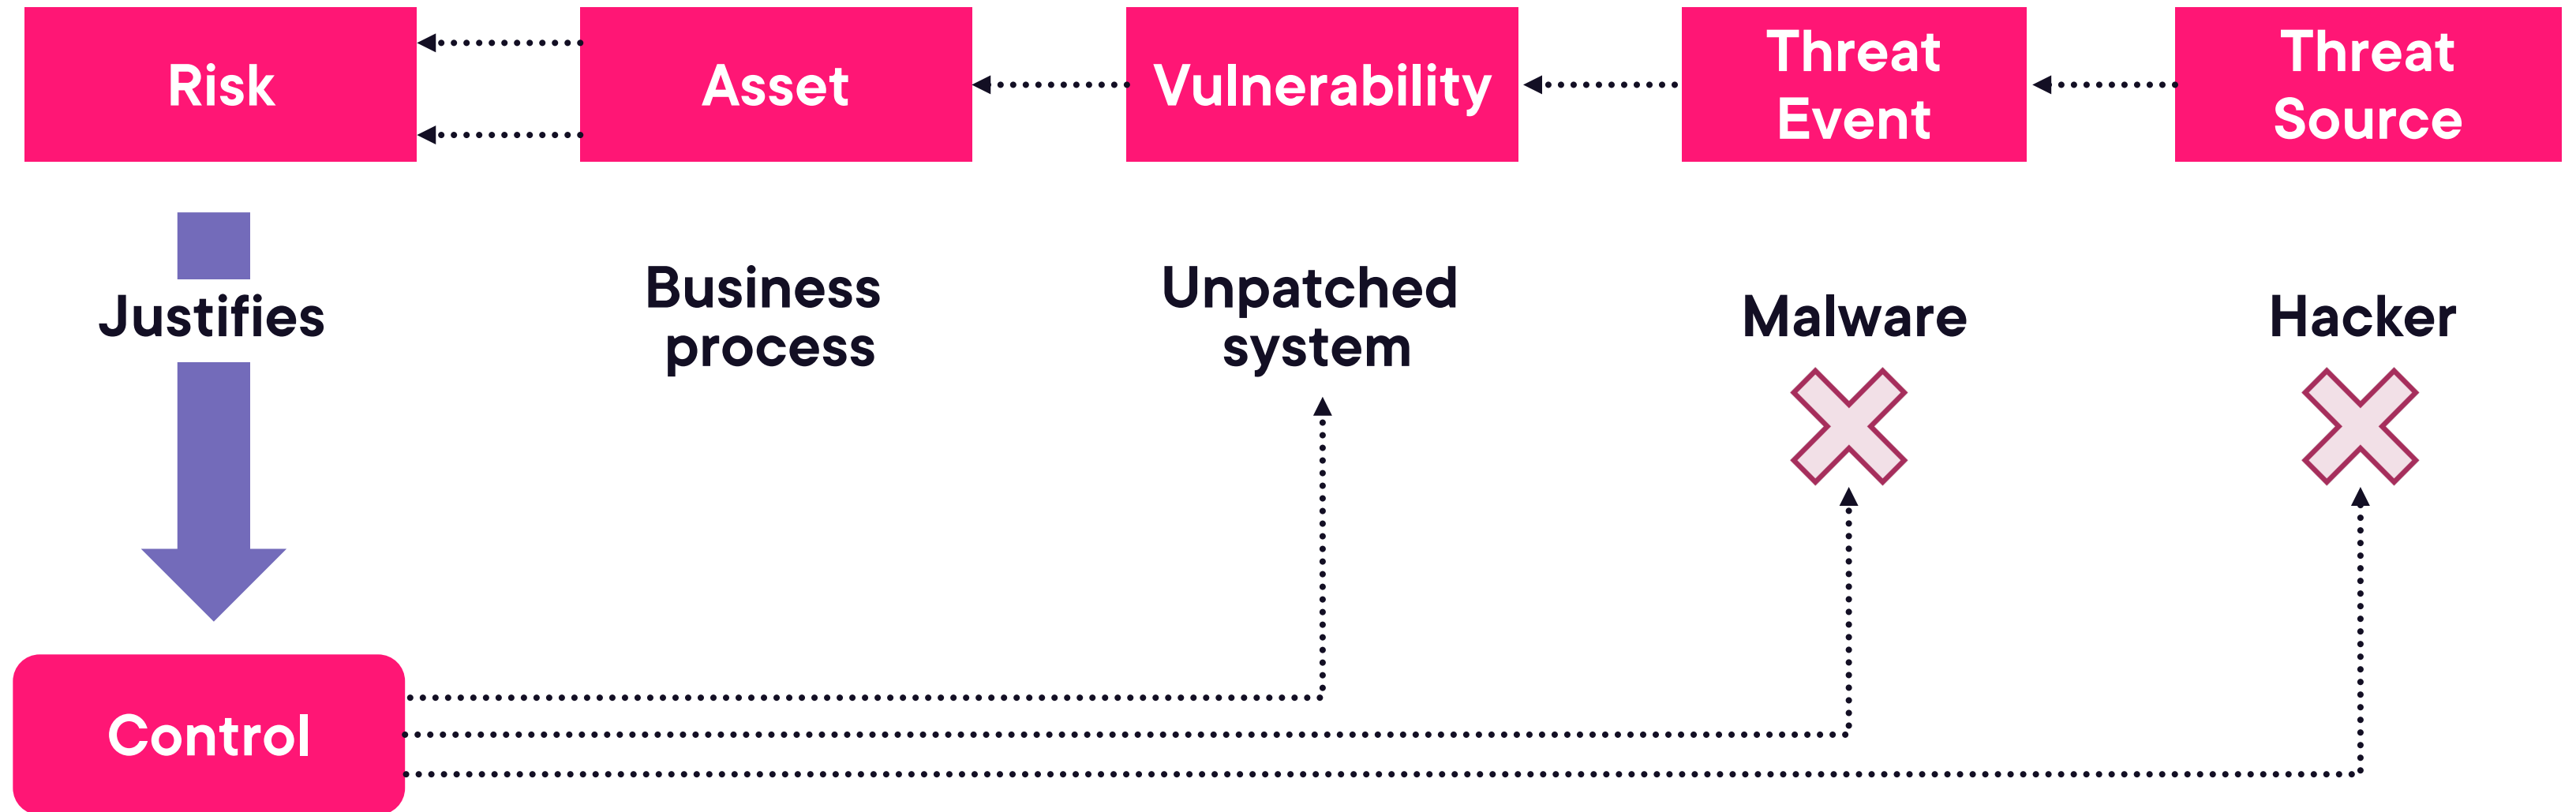 Risk
Asset
Vulnerability
Threat
Event
Threat
Source
Justifies
Business
process
Unpatched
system
Malware
Hacker
Control